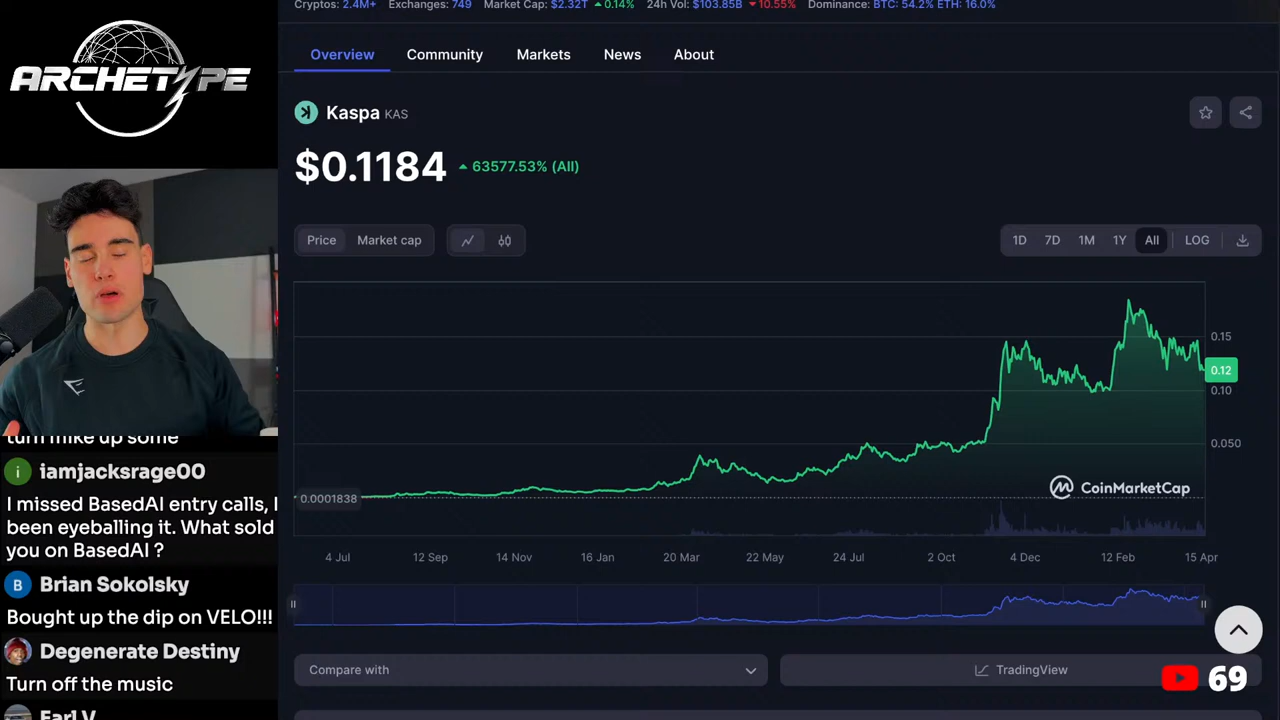 ARCHETYPE
Cryptos: 2.4M+ Exchanges: 749 Market Cap: $2.32T 0.14% 24h Vol: $103.85B 10.55% Dominance: BTC: 54.2% ETH: 16.0%
Overview Community Markets News About
Kaspa KAS
$0.1184 63577.53% (All)
Price Market cap
1D 7D 1M 1Y All LOG
0.15
0.12
0.10
0.050
0.0001838
CoinMarketCap
4 Jul 12 Sep 14 Nov 16 Jan 20 Mar 22 May 24 Jul 2 Oct 4 Dec 12 Feb 15 Apr
Compare with
TradingView
69
turn mike up some
i iamjacksrage00
I missed BasedAI entry calls, I
been eyeballing it. What sold
you on BasedAI ?
B Brian Sokolsky
Bought up the dip on VELO!!!
Degenerate Destiny
Turn off the music
Earl V